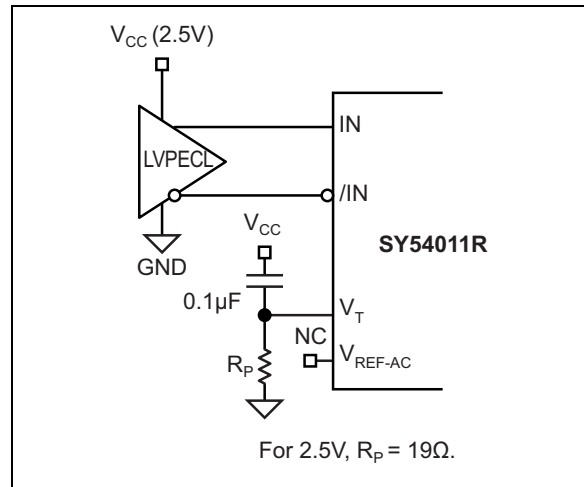 V_CC (2.5V)
LVPECL
IN
/IN
GND
V_CC
SY54011R
0.1µF
V_T
NC
R_P
V_REF-AC
For 2.5V, R_P = 19Ω.